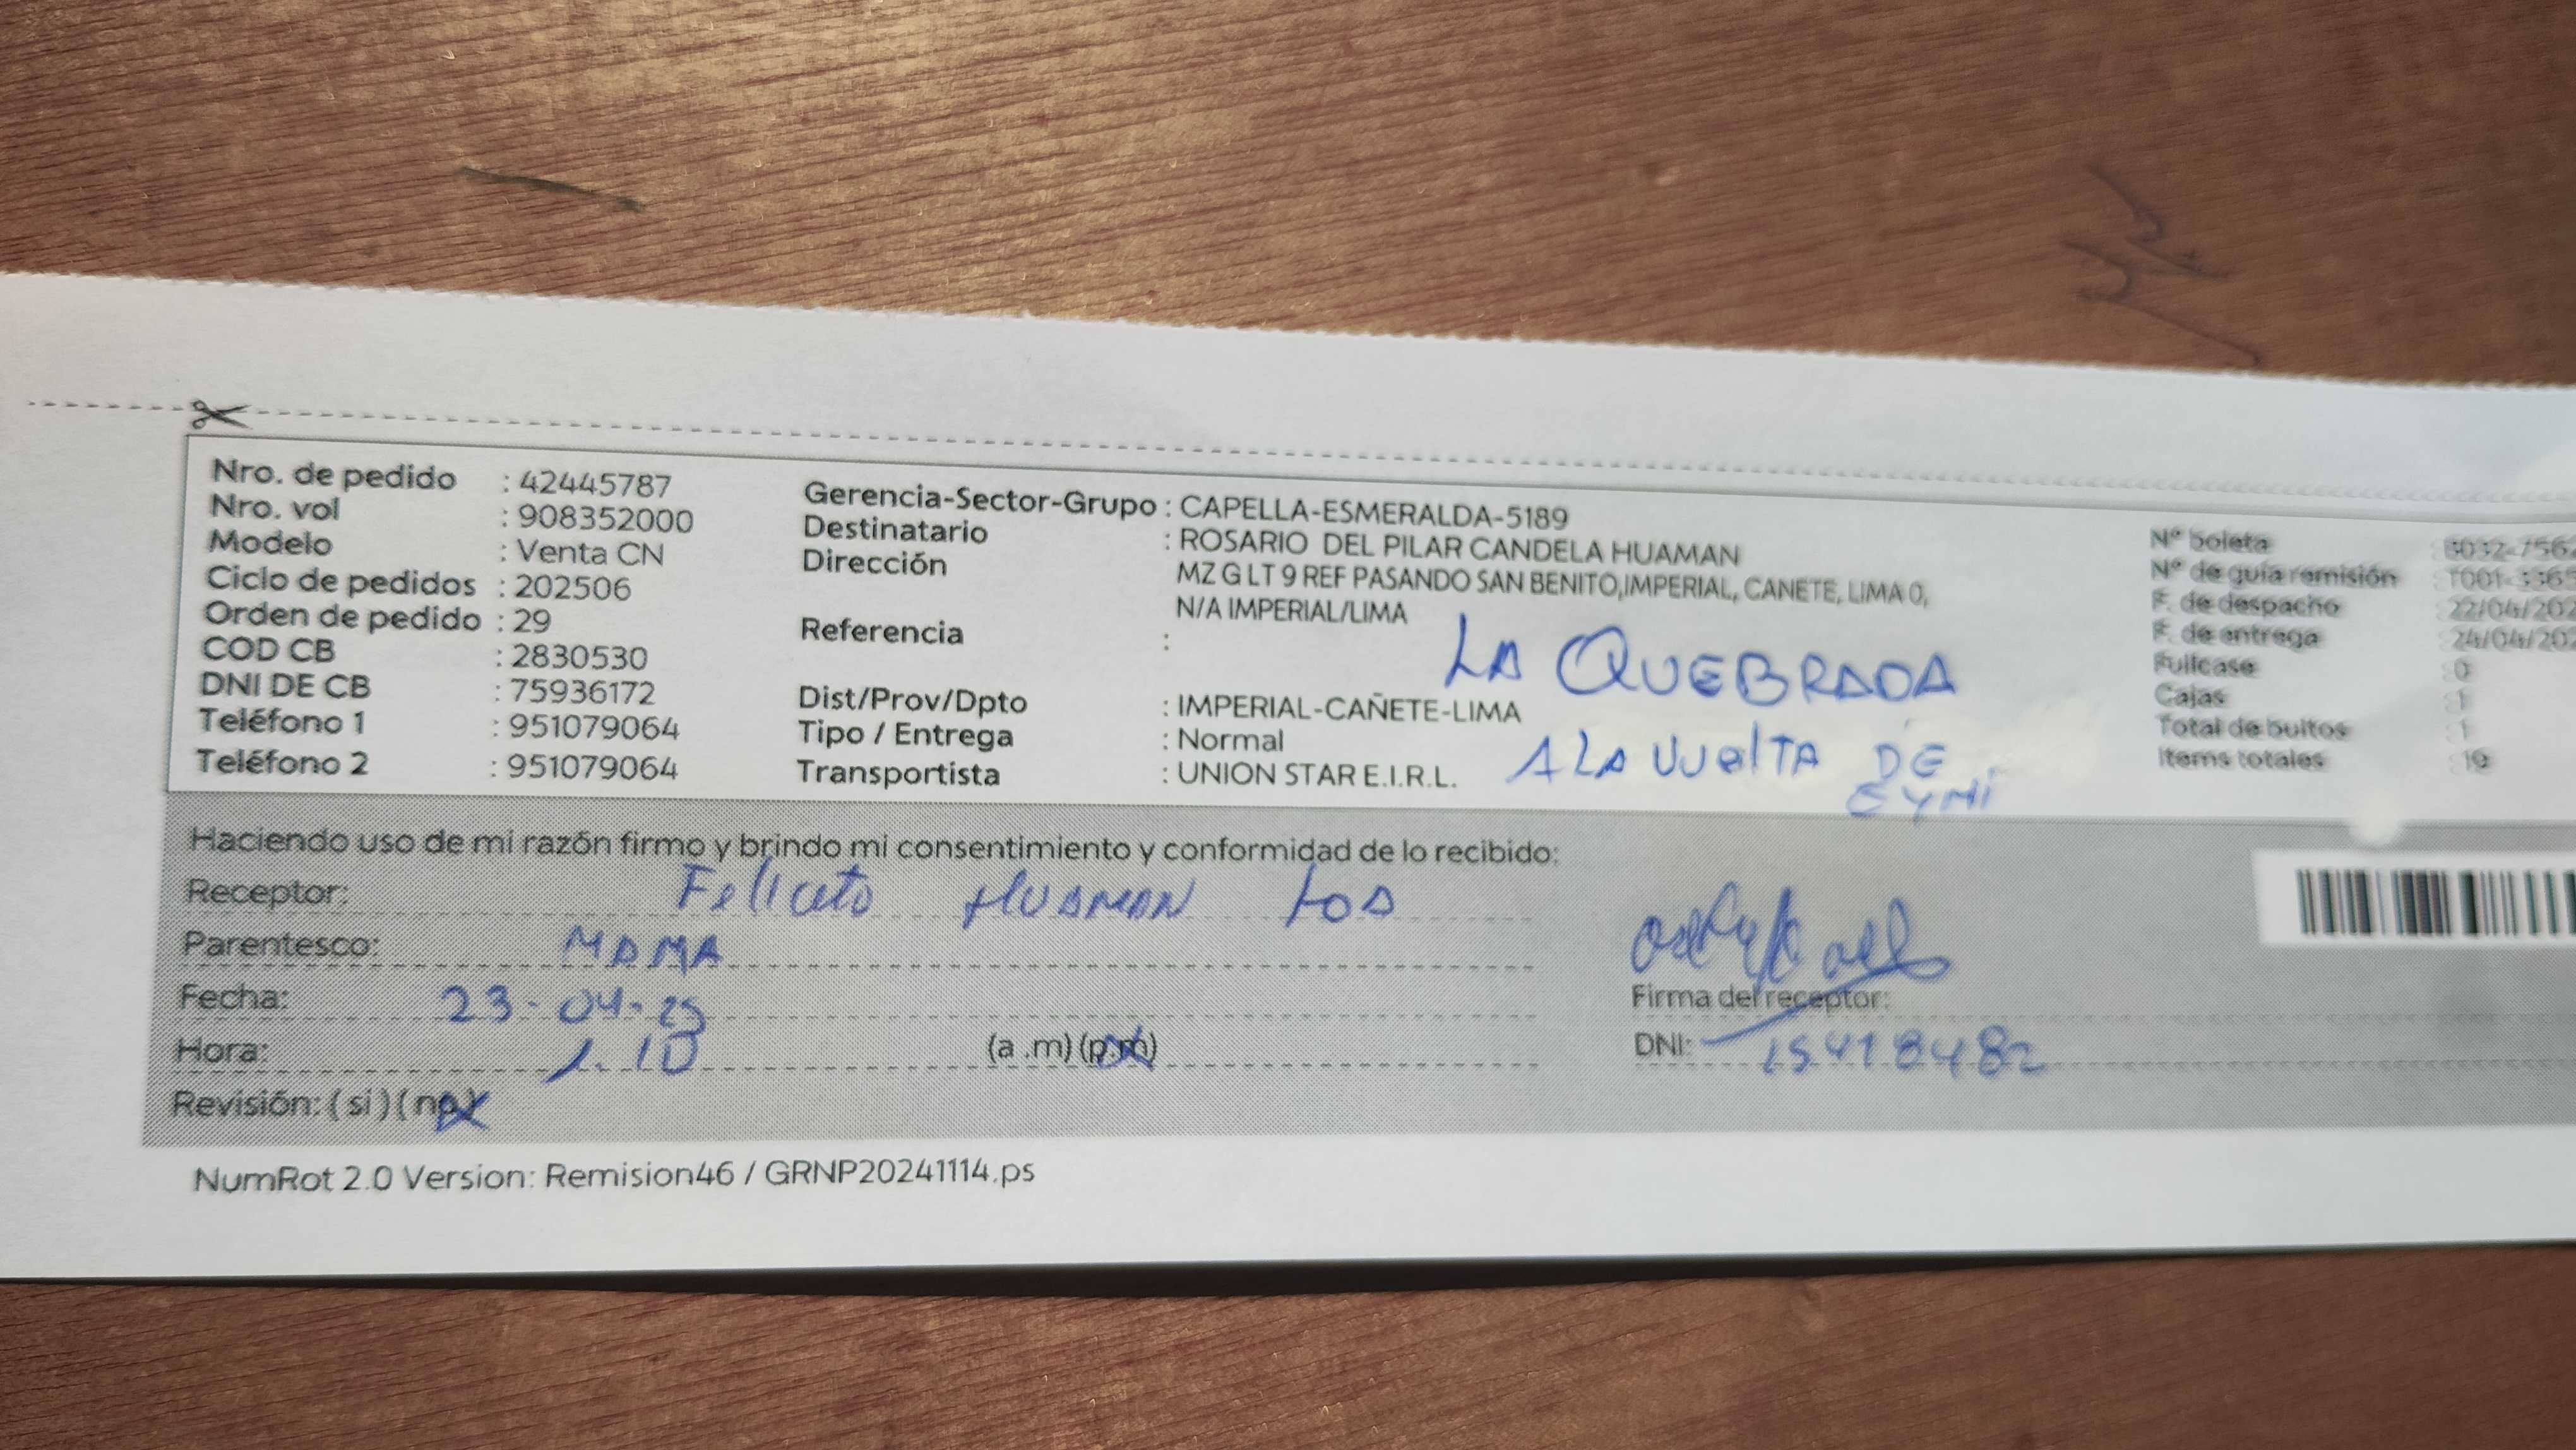 Nro. de pedido : 42445787
Nro. vol : 908352000
Modelo : Venta CN
Ciclo de pedidos : 202506
Orden de pedido : 29
COD CB : 2830530
DNI DE CB : 75936172
Teléfono 1 : 951079064
Teléfono 2 : 951079064
Gerencia-Sector-Grupo : CAPELLA-ESMERALDA-5189
Destinatario : ROSARIO DEL PILAR CANDELA HUAMAN
Dirección MZ G LT 9 REF PASANDO SAN BENITO,IMPERIAL, CANETE, LIMA 0,
N/A IMPERIAL/LIMA
Referencia :
LA QUEBRADA
Dist/Prov/Dpto : IMPERIAL-CAÑETE-LIMA
Tipo / Entrega : Normal
Transportista : UNION STAR E.I.R.L.
A LA VUELTA DE
EYMI
N° boleta
N° de guía remisión
F. de despacho 22/04/202
F. de entrega 24/04/202
Fullcase : 0
Cajas : 1
Total de bultos : 1
Items totales : 19
Haciendo uso de mi razón firmo y brindo mi consentimiento y conformidad de lo recibido:
Receptor: HUAMAN
Parentesco: MAMA
Fecha: 23-04-25
Hora: 1.10 (a .m) (p.m)
Revisión: ( si ) ( no )
Firma del receptor:
DNI: 15418482
NumRot 2.0 Version: Remision46 / GRNP20241114.ps